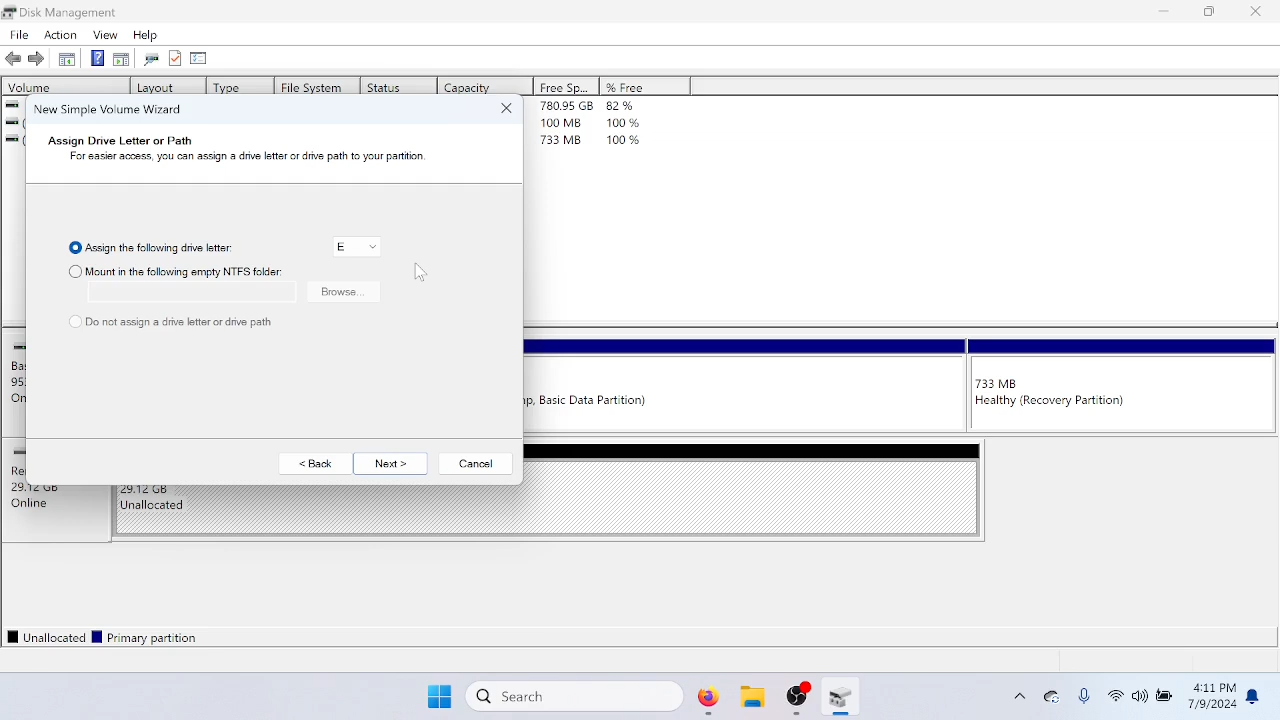 Disk Management
File Action View Help
Volume Layout Type File System Status Capacity Free Sp... % Free
780.95 GB 82 %
100 MB 100 %
733 MB 100 %
New Simple Volume Wizard
Assign Drive Letter or Path
For easier access, you can assign a drive letter or drive path to your partition.
Assign the following drive letter: E
Mount in the following empty NTFS folder:
Browse...
Do not assign a drive letter or drive path
< Back Next > Cancel
Basic Data Partition)
733 MB
Healthy (Recovery Partition)
29.12 GB
Online
29.12 GB
Unallocated
Unallocated Primary partition
Search
4:11 PM
7/9/2024